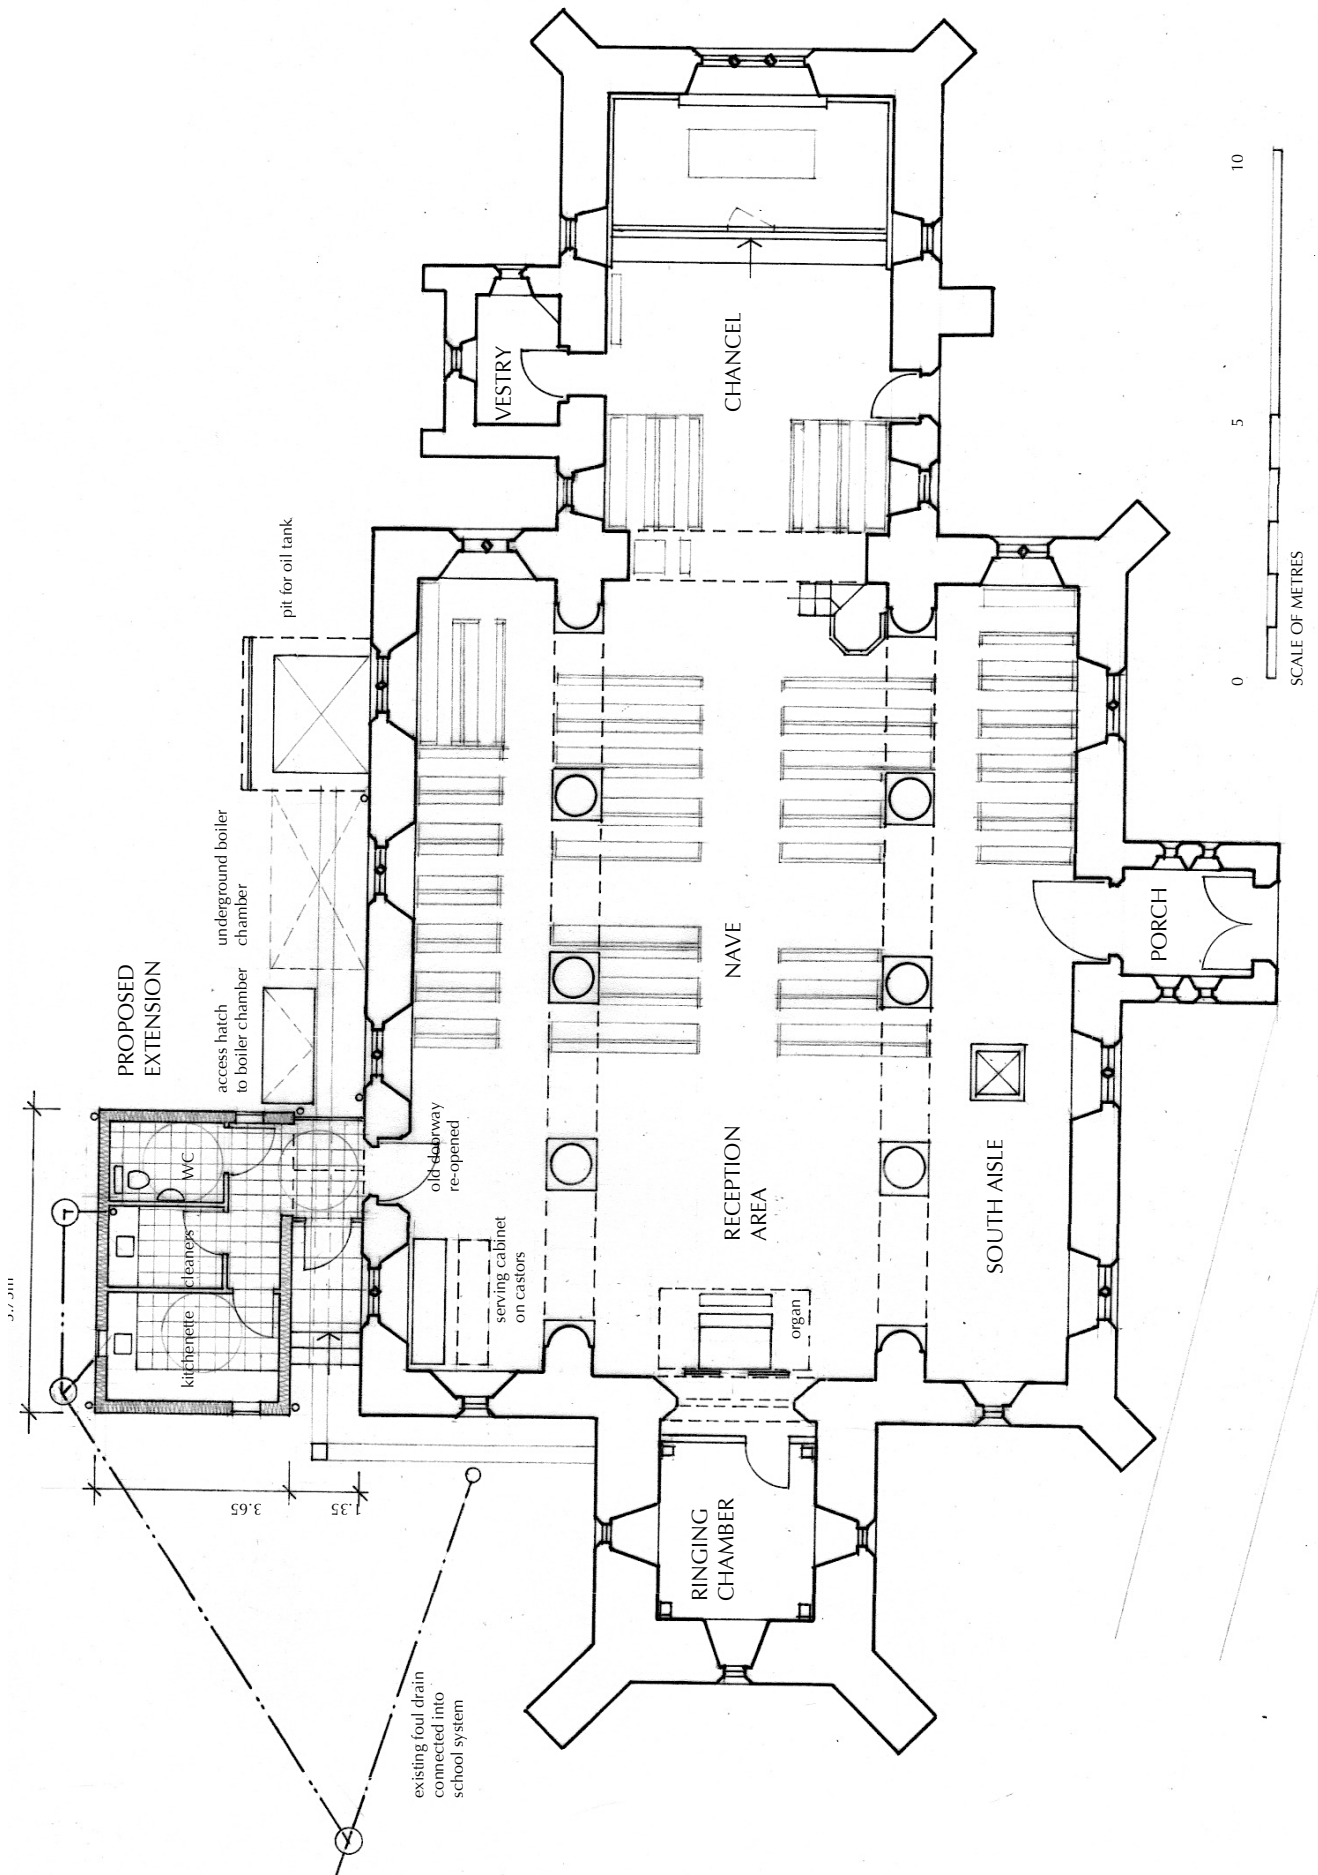 PROPOSED
EXTENSION
access hatch
to boiler chamber
underground boiler
chamber
pit for oil tank
kitchenette
cleaners
WC
3.65
1.35
old doorway
re-opened
serving cabinet
on castors
VESTRY
CHANCEL
NAVE
RECEPTION
AREA
organ
RINGING
CHAMBER
SOUTH AISLE
PORCH
existing foul drain
connected into
school system
0
5
10
SCALE OF METRES